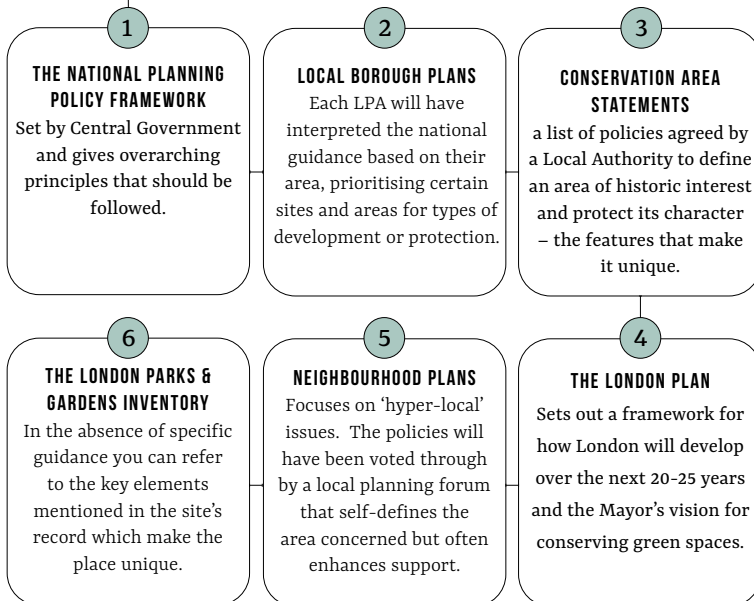 1
THE NATIONAL PLANNING
POLICY FRAMEWORK
Set by Central Government
and gives overarching
principles that should be
followed.
2
LOCAL BOROUGH PLANS
Each LPA will have
interpreted the national
guidance based on their
area, prioritising certain
sites and areas for types of
development or protection.
3
CONSERVATION AREA
STATEMENTS
a list of policies agreed by
a Local Authority to define
an area of historic interest
and protect its character
– the features that make
it unique.
4
THE LONDON PLAN
Sets out a framework for
how London will develop
over the next 20-25 years
and the Mayor's vision for
conserving green spaces.
5
NEIGHBOURHOOD PLANS
Focuses on 'hyper-local'
issues. The policies will
have been voted through
by a local planning forum
that self-defines the
area concerned but often
enhances support.
6
THE LONDON PARKS &
GARDENS INVENTORY
In the absence of specific
guidance you can refer
to the key elements
mentioned in the site's
record which make the
place unique.